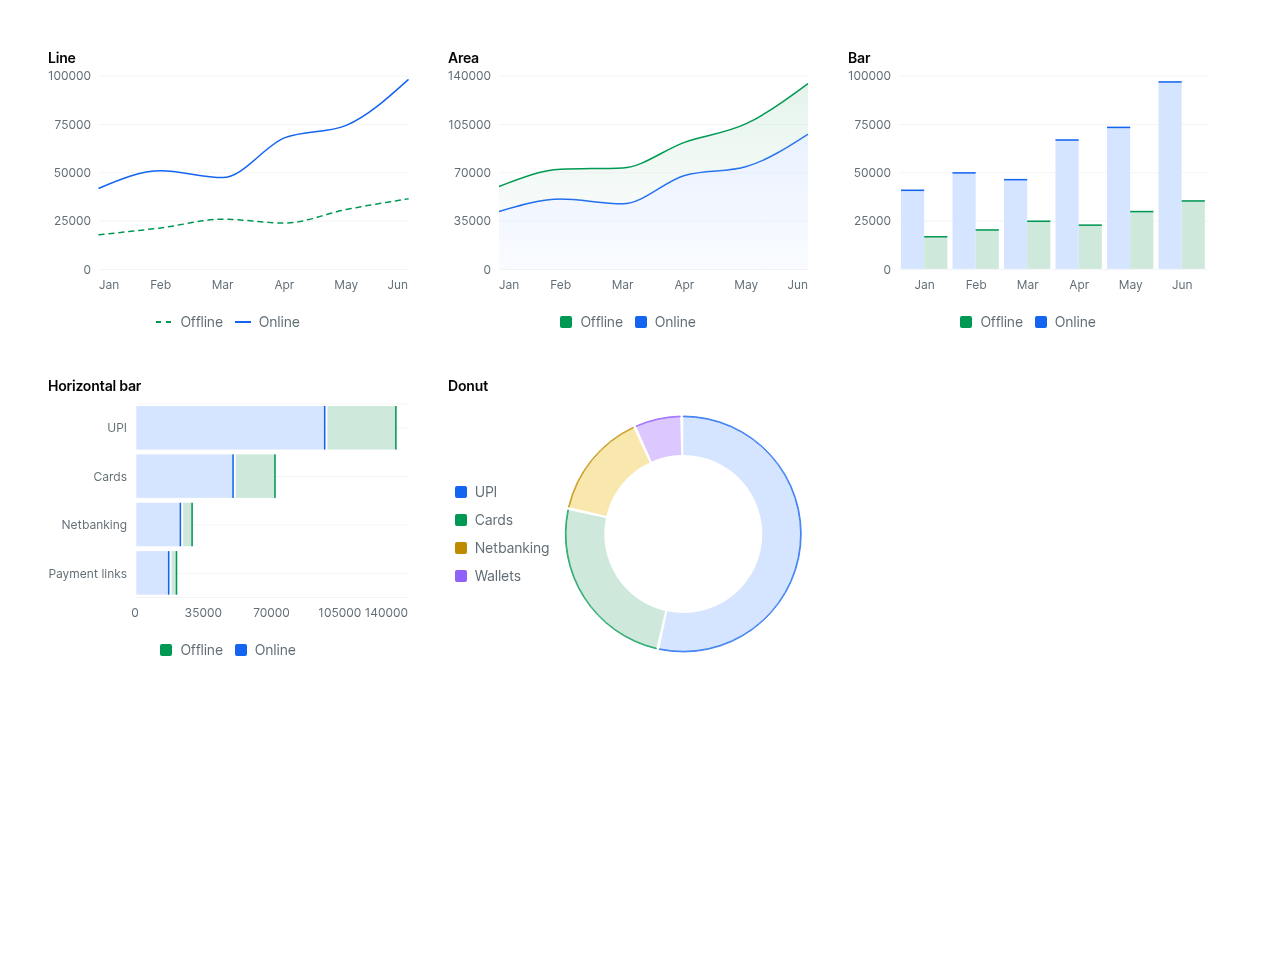 Line
100000
75000
50000
25000
0
Jan Feb Mar Apr May Jun
Offline Online
Area
140000
105000
70000
35000
0
Jan Feb Mar Apr May Jun
Offline Online
Bar
100000
75000
50000
25000
0
Jan Feb Mar Apr May Jun
Offline Online
Horizontal bar
UPI
Cards
Netbanking
Payment links
0 35000 70000 105000 140000
Offline Online
Donut
UPI
Cards
Netbanking
Wallets